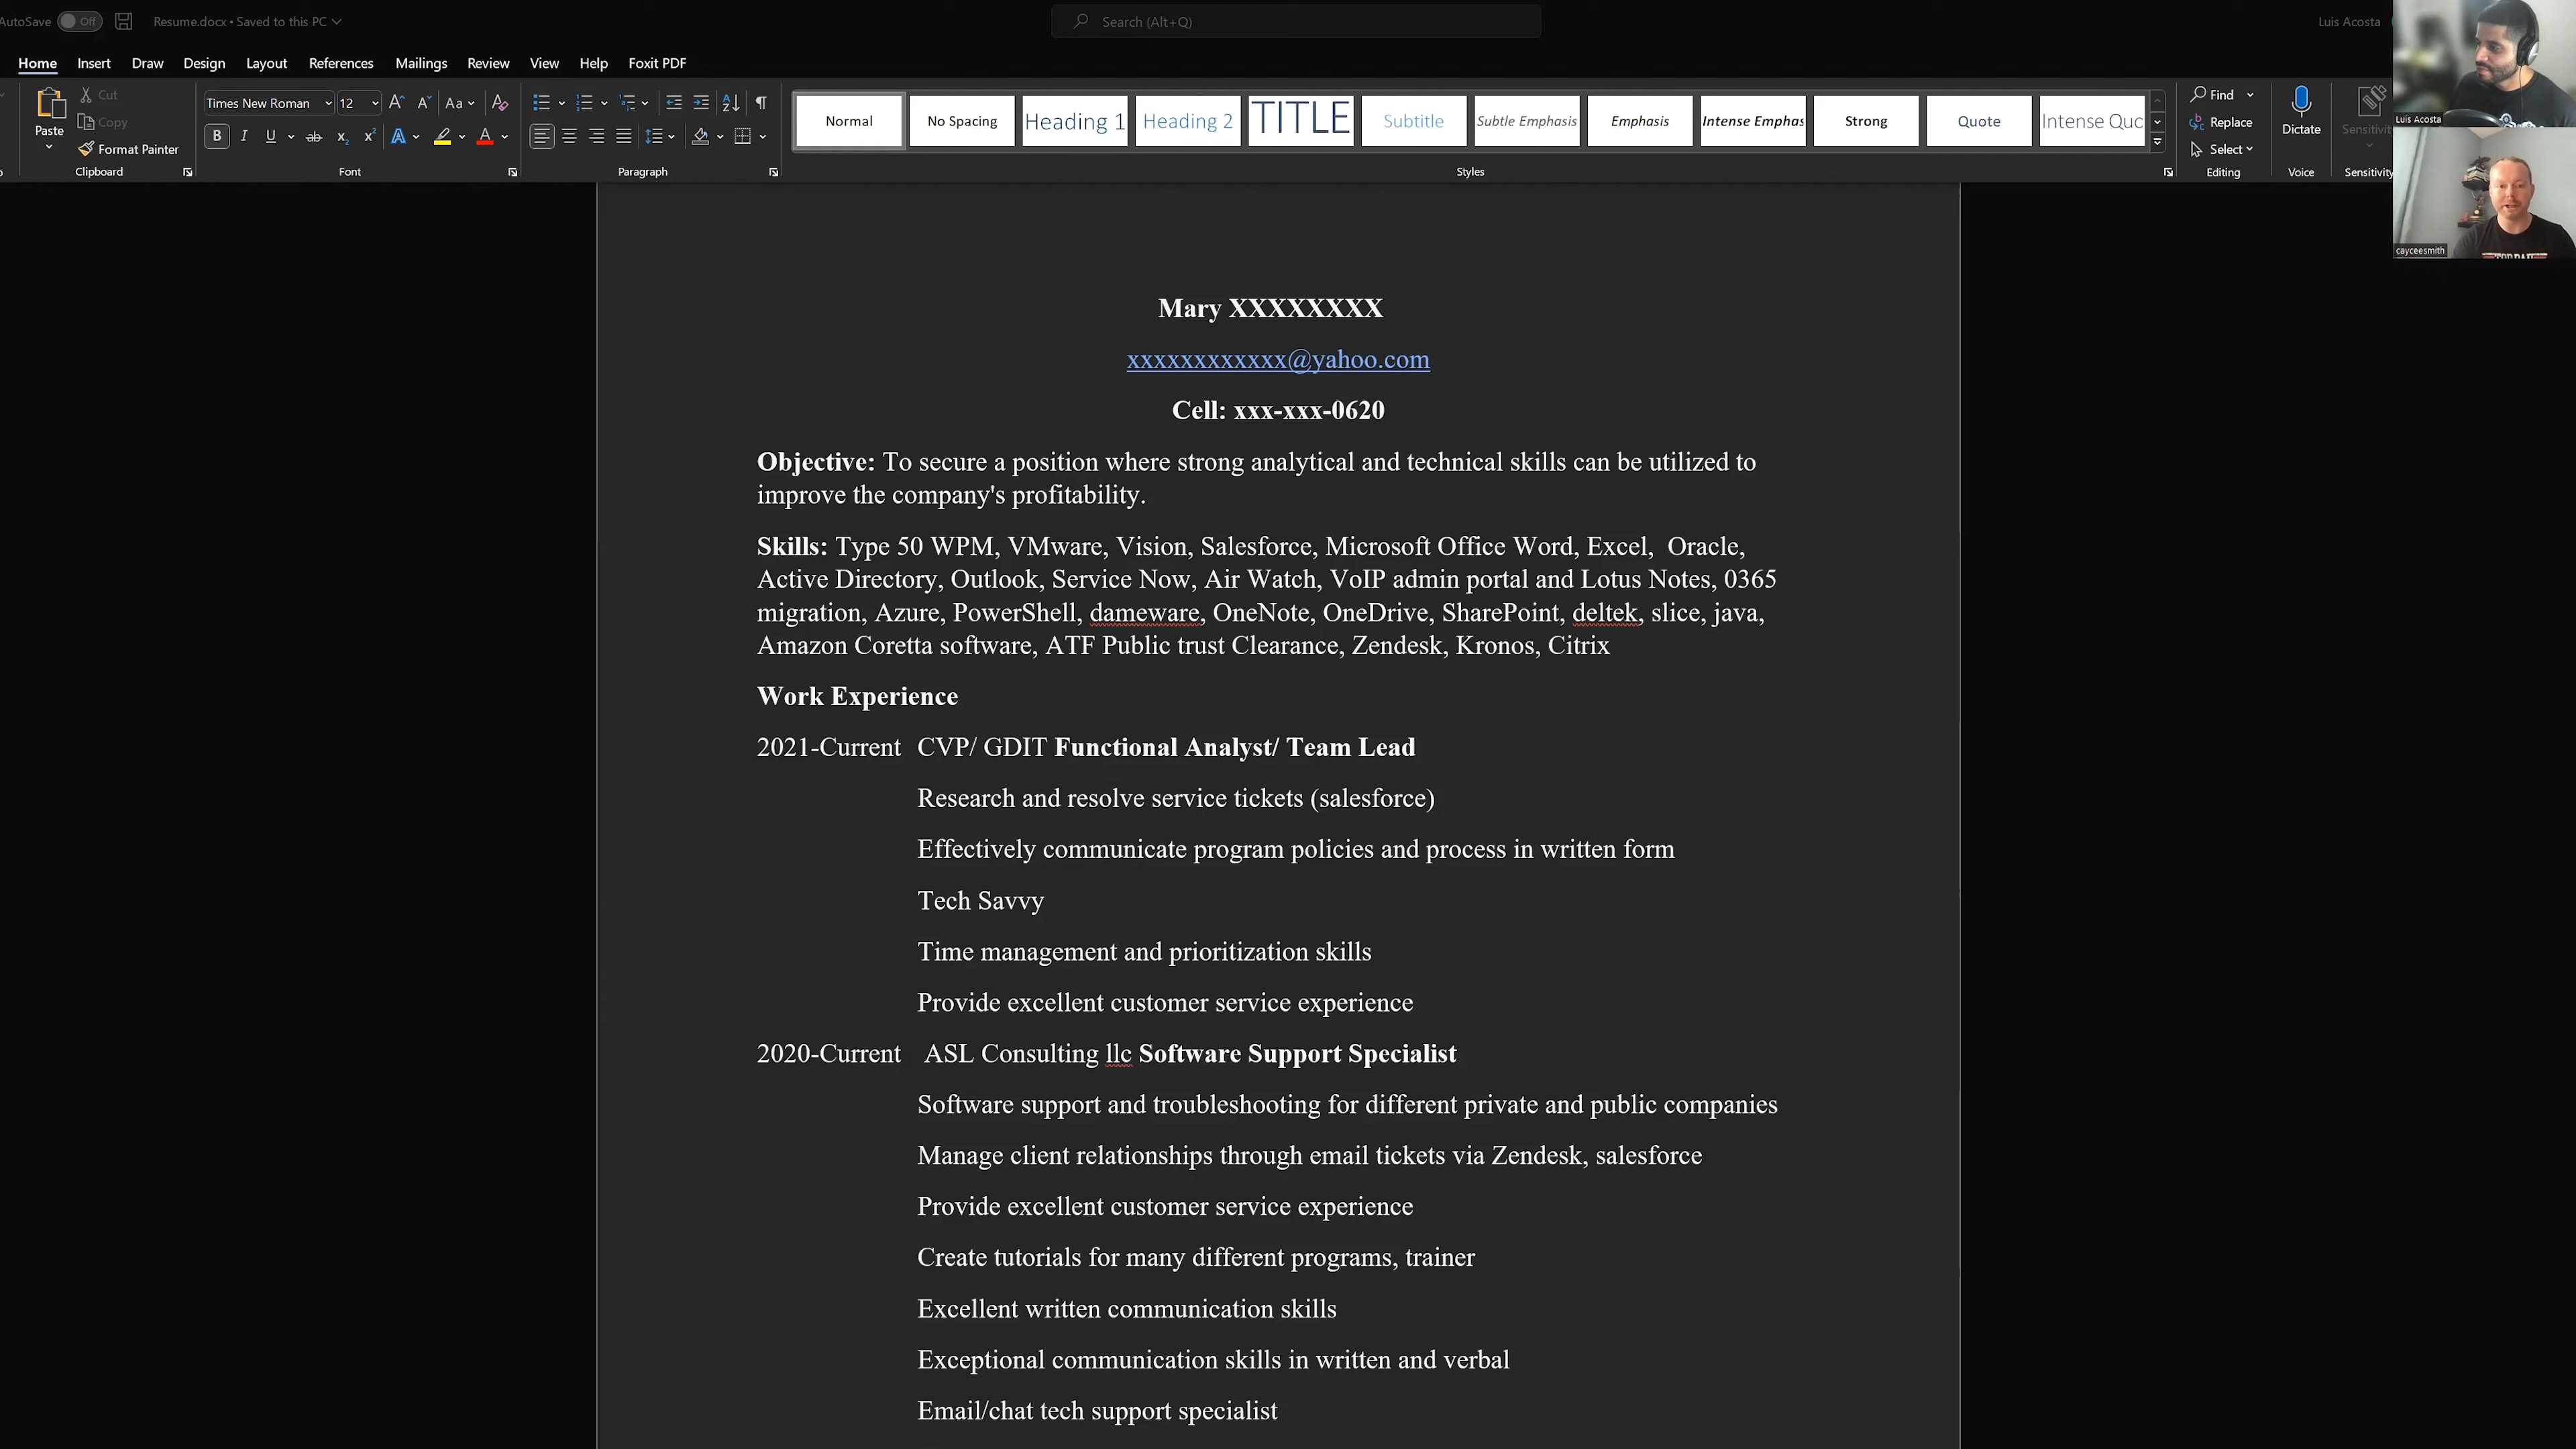 AutoSave Off Resume.docx • Saved to this PC Search (Alt+Q) Luis Acosta
Home Insert Draw Design Layout References Mailings Review View Help Foxit PDF
Paste
Cut
Copy
Format Painter
Clipboard
Times New Roman 12 Aa
B I U ab x₂ x² A A
Font
Paragraph
Normal No Spacing Heading 1 Heading 2 TITLE Subtitle Subtle Emphasis Emphasis Intense Emphas Strong Quote Intense Quo
Styles
Find
Replace
Select
Editing
Dictate
Voice
Sensitivity
Sensitivity
Luis Acosta
cayceesmith
Mary XXXXXXXX
xxxxxxxxxxxx@yahoo.com
Cell: xxx-xxx-0620
Objective: To secure a position where strong analytical and technical skills can be utilized to
improve the company's profitability.
Skills: Type 50 WPM, VMware, Vision, Salesforce, Microsoft Office Word, Excel,  Oracle,
Active Directory, Outlook, Service Now, Air Watch, VoIP admin portal and Lotus Notes, 0365
migration, Azure, PowerShell, dameware, OneNote, OneDrive, SharePoint, deltek, slice, java,
Amazon Coretta software, ATF Public trust Clearance, Zendesk, Kronos, Citrix
Work Experience
2021-Current CVP/ GDIT Functional Analyst/ Team Lead
Research and resolve service tickets (salesforce)
Effectively communicate program policies and process in written form
Tech Savvy
Time management and prioritization skills
Provide excellent customer service experience
2020-Current ASL Consulting llc Software Support Specialist
Software support and troubleshooting for different private and public companies
Manage client relationships through email tickets via Zendesk, salesforce
Provide excellent customer service experience
Create tutorials for many different programs, trainer
Excellent written communication skills
Exceptional communication skills in written and verbal
Email/chat tech support specialist